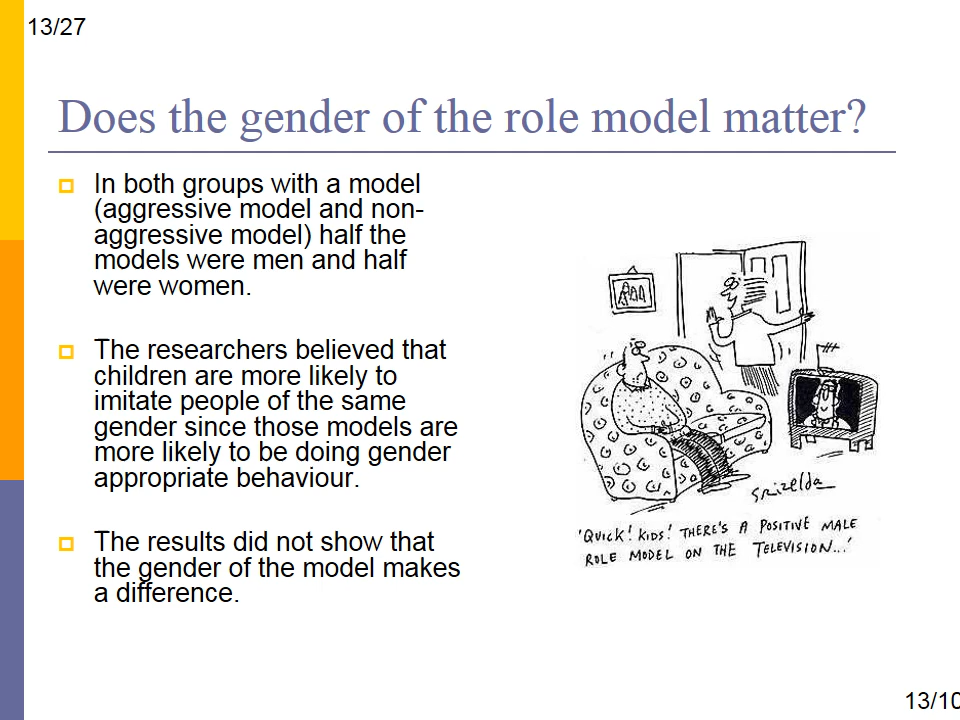 13/27
Does the gender of the role model matter?
In both groups with a model
(aggressive model and non-
aggressive model) half the
models were men and half
were women.
The researchers believed that
children are more likely to
imitate people of the same
gender since those models are
more likely to be doing gender
appropriate behaviour.
The results did not show that
the gender of the model makes
a difference.
Grizelda
'QUICK! KIDS! THERE'S A POSITIVE MALE
ROLE MODEL ON THE TELEVISION...'
13/10